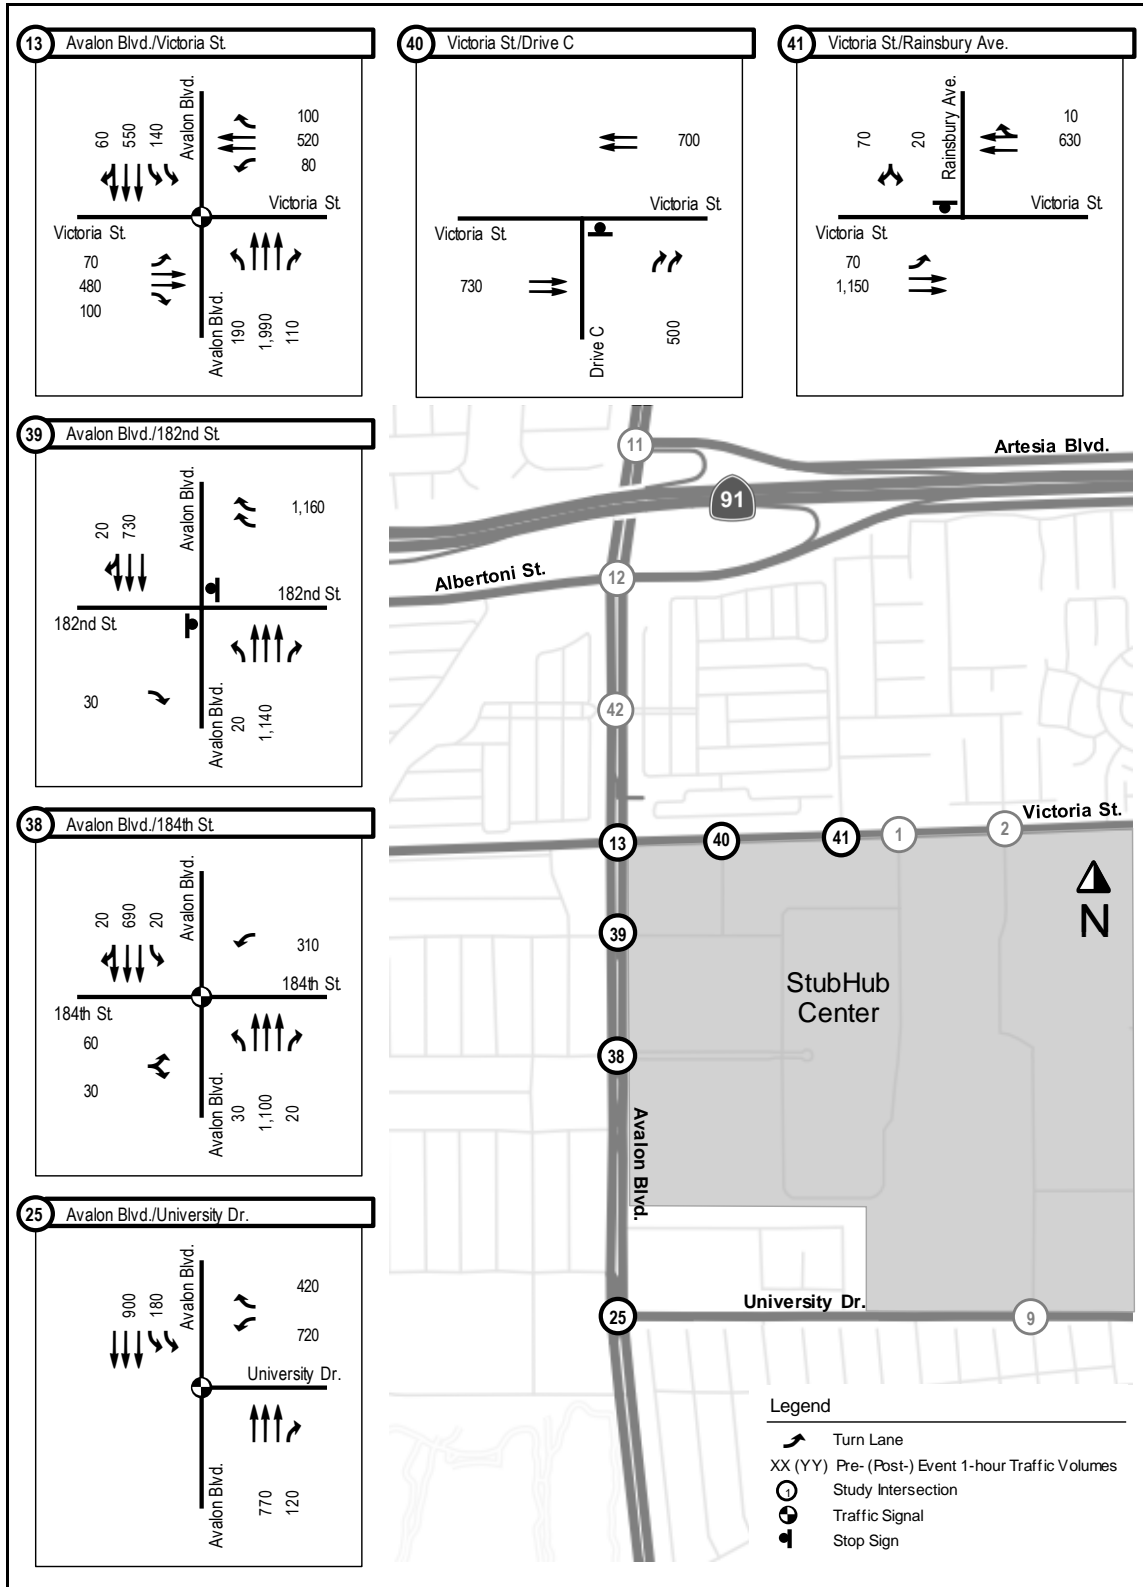 13 Avalon Blvd./Victoria St.
Avalon Blvd.
60 550 140
100
520
80
Victoria St.
Victoria St.
70
480
100
Avalon Blvd.
190 1,990 110
40 Victoria St./Drive C
700
Victoria St.
Victoria St.
730
Drive C
500
41 Victoria St./Rainsbury Ave.
Rainsbury Ave.
70 20
10
630
Victoria St.
Victoria St.
70
1,150
39 Avalon Blvd./182nd St.
Avalon Blvd.
20 730
1,160
182nd St.
182nd St.
30
Avalon Blvd.
20 1,140
38 Avalon Blvd./184th St.
Avalon Blvd.
20 690 20
310
184th St.
184th St.
60
30
Avalon Blvd.
30 1,100 20
25 Avalon Blvd./University Dr.
Avalon Blvd.
900 180
420
720
University Dr.
Avalon Blvd.
770 120
11
Artesia Blvd.
91
Albertoni St.
12
42
Victoria St.
13
40
41
1
2
N
39
StubHub
Center
38
Avalon Blvd.
University Dr.
25
9
Legend
Turn Lane
XX (YY) Pre- (Post-) Event 1-hour Traffic Volumes
1 Study Intersection
Traffic Signal
Stop Sign